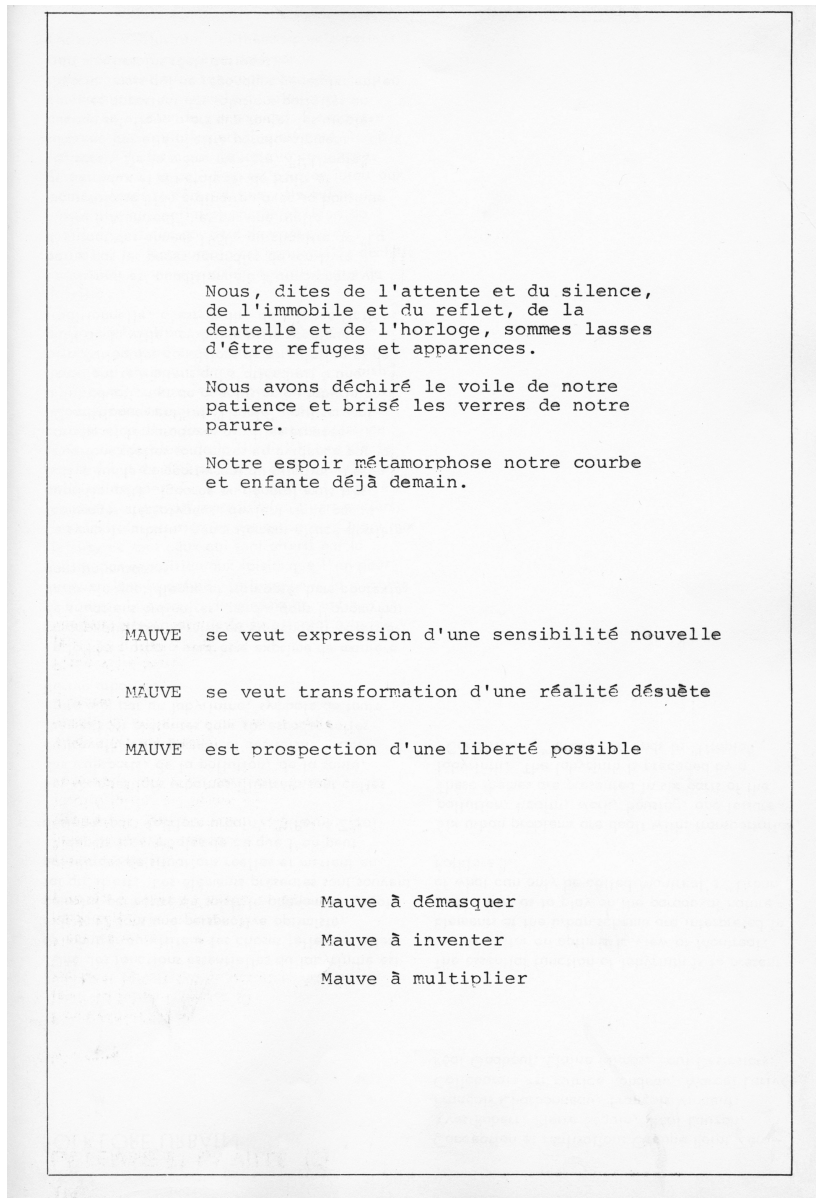 Nous, dites de l'attente et du silence,
de l'immobile et du reflet, de la
dentelle et de l'horloge, sommes lasses
d'être refuges et apparences.
Nous avons déchiré le voile de notre
patience et brisé les verres de notre
parure.
Notre espoir métamorphose notre courbe
et enfante déjà demain.
MAUVE se veut expression d'une sensibilité nouvelle
MAUVE se veut transformation d'une réalité désuète
MAUVE est prospection d'une liberté possible
Mauve à démasquer
Mauve à inventer
Mauve à multiplier